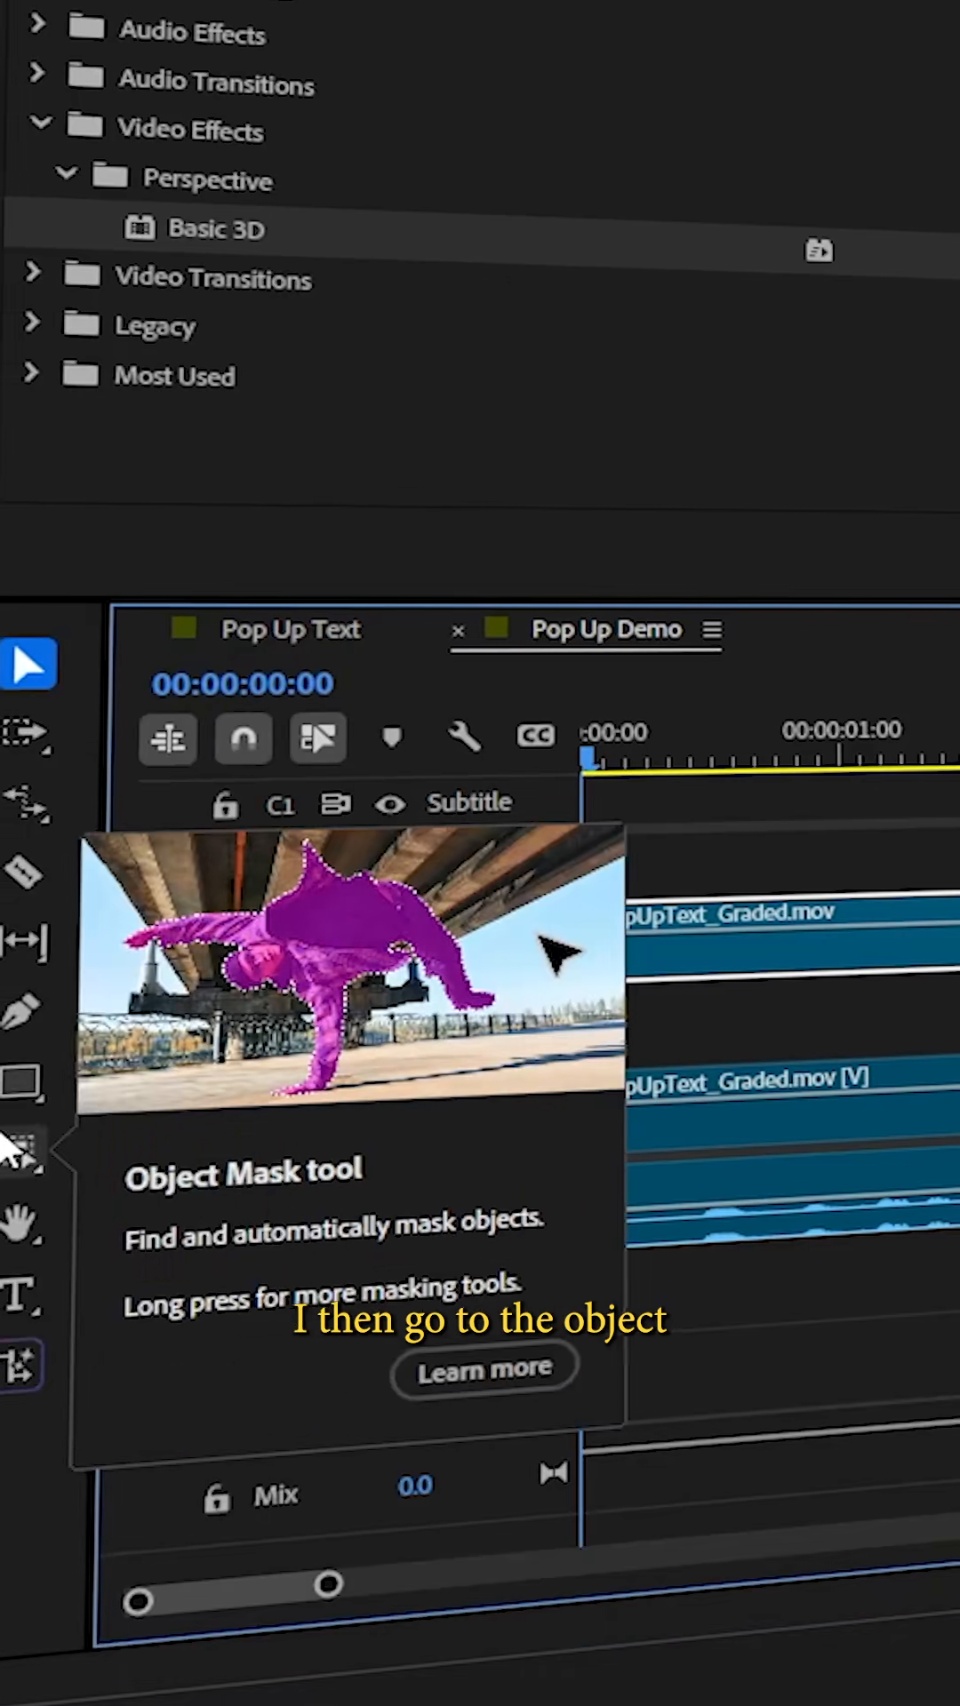 Audio Effects
Audio Transitions
Video Effects
Perspective
Basic 3D
Video Transitions
Legacy
Most Used
Pop Up Text × Pop Up Demo
00:00:00:00
CC :00:00 00:00:01:00
C1 Subtitle
pUpText_Graded.mov
pUpText_Graded.mov [V]
Object Mask tool
Find and automatically mask objects.
Long press for more masking tools.
I then go to the object
Learn more
Mix 0.0